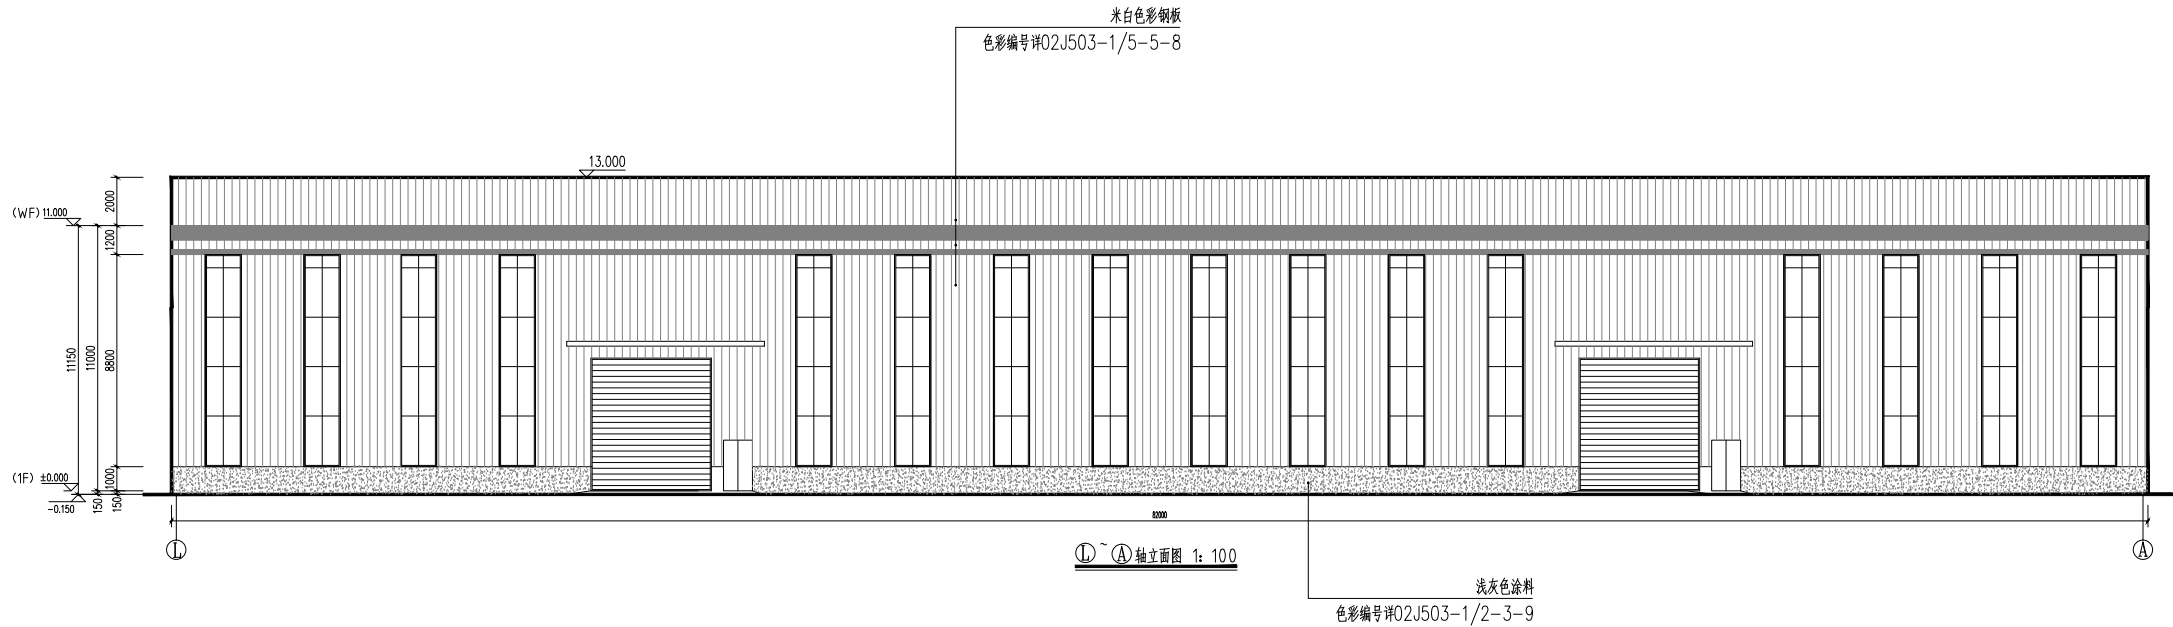 米白色彩钢板
色彩编号详02J503-1/5-5-8
13.000
(WF) 11.000
2000
1200
11150
11000
8800
(1F) ±0.000
1000
-0.150
150
150
82000
L
A
L ~ A 轴立面图 1: 100
浅灰色涂料
色彩编号详02J503-1/2-3-9